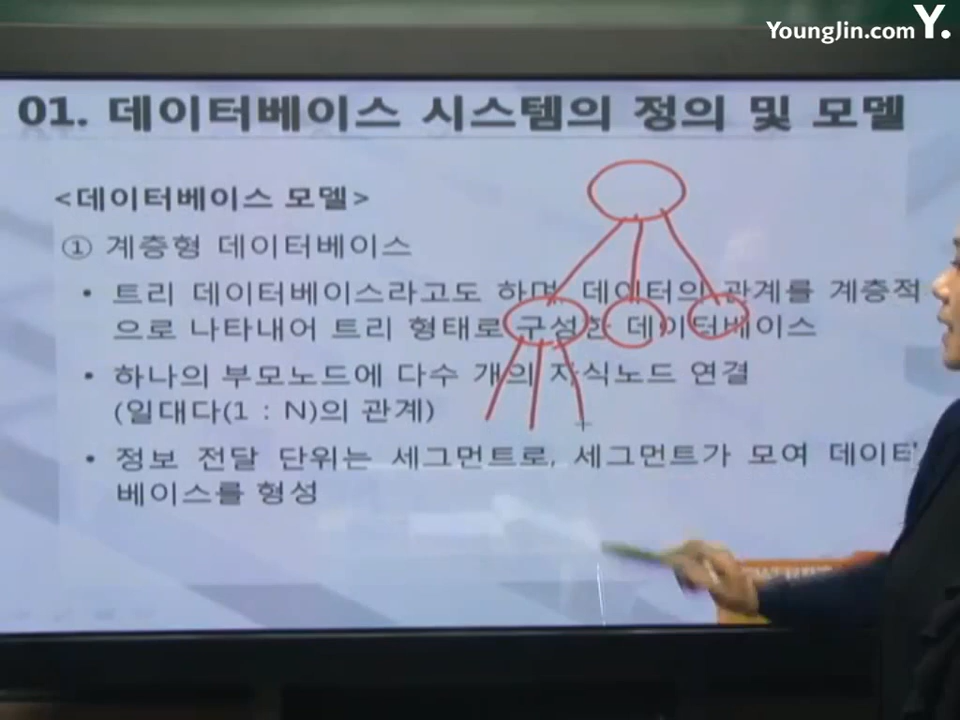 YoungJin.com Y.
01. 데이터베이스 시스템의 정의 및 모델
<데이터베이스 모델>
① 계층형 데이터베이스
• 트리 데이터베이스라고도 하며 데이터의 관계를 계층적
으로 나타내어 트리 형태로 구성한 데이터베이스
• 하나의 부모노드에 다수 개의 자식노드 연결
(일대다(1 : N)의 관계)
• 정보 전달 단위는 세그먼트로, 세그먼트가 모여 데이터
베이스를 형성